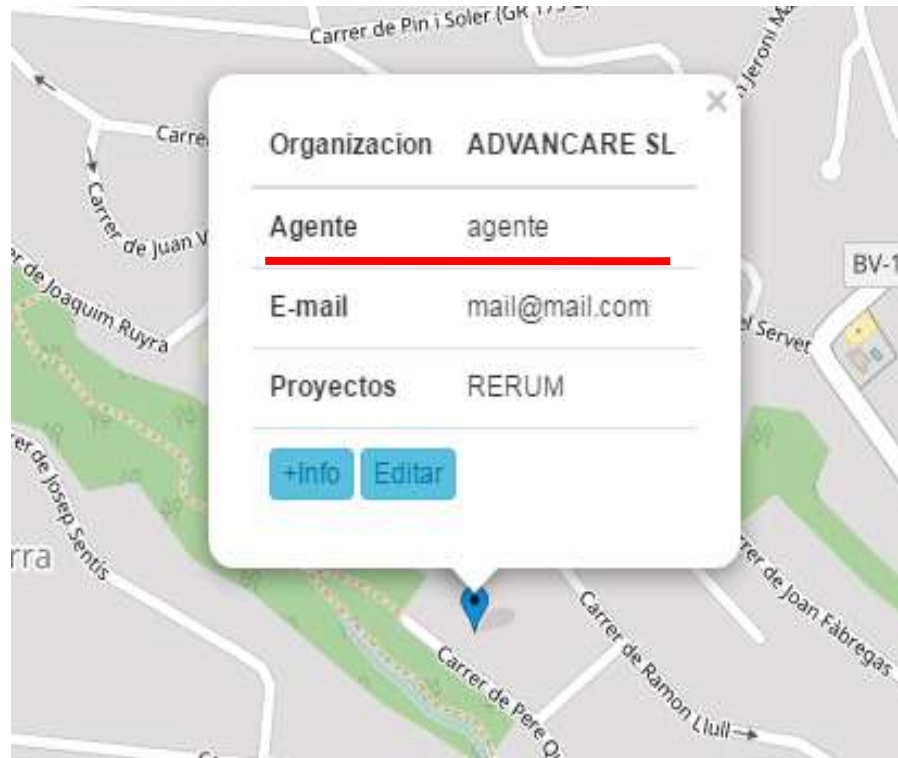 Carrer de Pin i Soler (GR
Jeroni
×
Carre
Organizacion ADVANCARE SL
Carrer de Juan V
Agente agente
BV-1
er de Joaquim Ruyra
E-mail mail@mail.com
el Servet
Proyectos RERUM
+Info Editar
rer de Josep Sentís
rra
rer de Joan Fàbregas
Carrer de Ramon Llull
Carrer de Pere Q